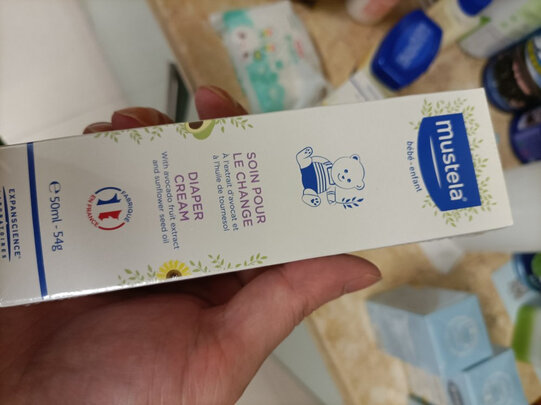 mustela®
bébé • enfant
SOIN POUR
LE CHANGE
À l'extrait d'avocat et
à l'huile de tournesol
DIAPER
CREAM
With avocado fruit extract
and sunflower seed oil
FABRIQUÉ
EN FRANCE
℮ 50ml - 54g
EXPANSCIENCE®
LABORATOIRES